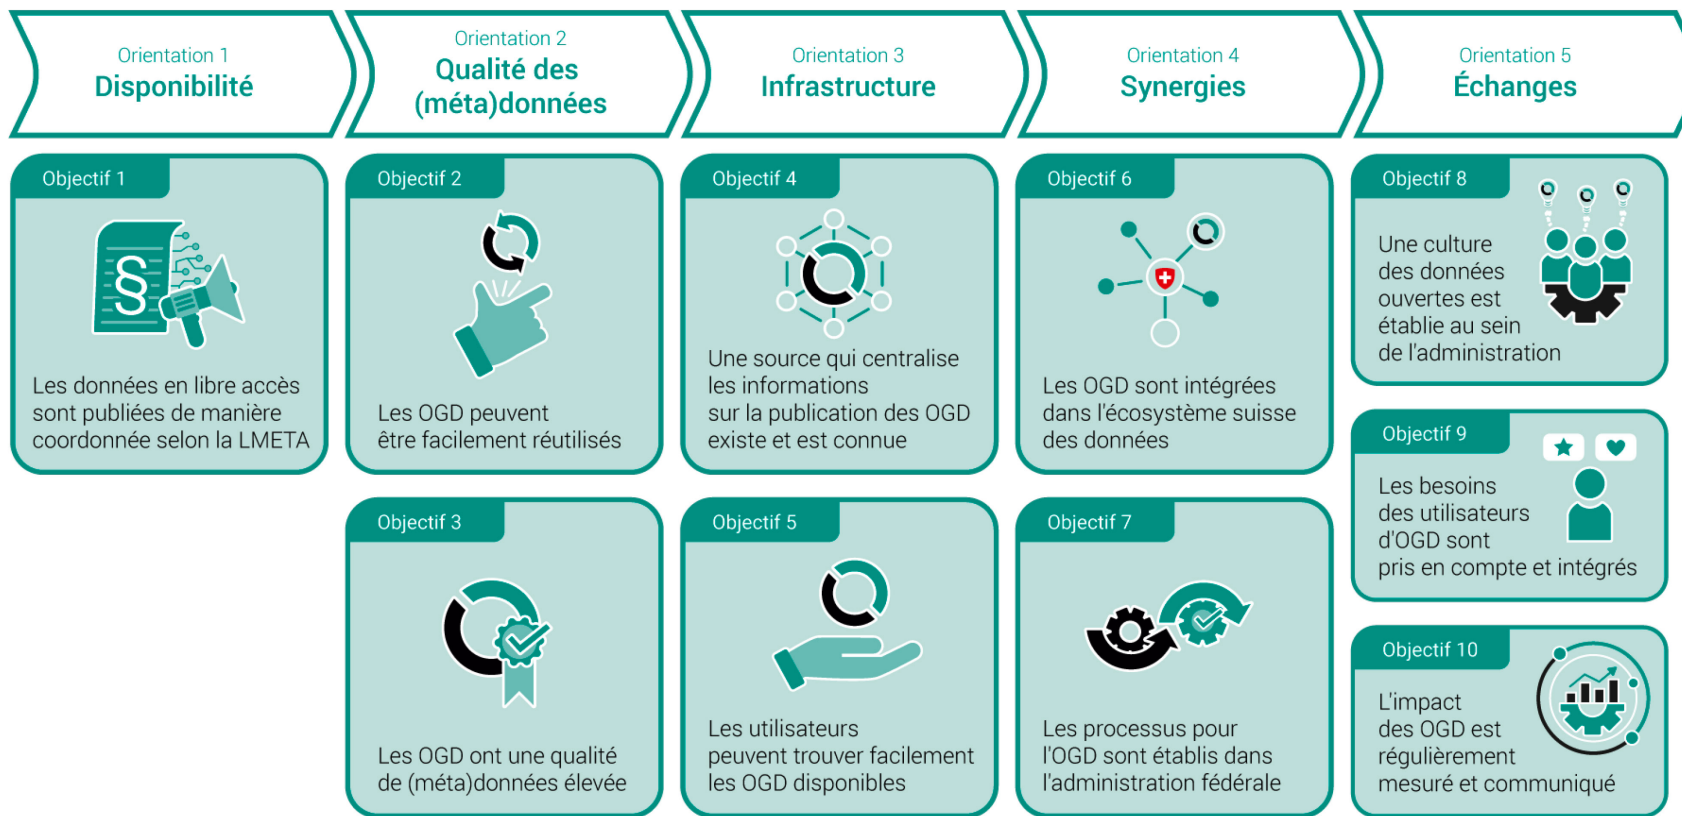 Orientation 1
Disponibilité
Orientation 2
Qualité des
(méta)données
Orientation 3
Infrastructure
Orientation 4
Synergies
Orientation 5
Échanges
Objectif 1
§
Les données en libre accès
sont publiées de manière
coordonnée selon la LMETA
Objectif 2
Les OGD peuvent
être facilement réutilisés
Objectif 3
Les OGD ont une qualité
de (méta)données élevée
Objectif 4
Une source qui centralise
les informations
sur la publication des OGD
existe et est connue
Objectif 5
Les utilisateurs
peuvent trouver facilement
les OGD disponibles
Objectif 6
Les OGD sont intégrées
dans l'écosystème suisse
des données
Objectif 7
Les processus pour
l'OGD sont établis dans
l'administration fédérale
Objectif 8
Une culture
des données
ouvertes est
établie au sein
de l'administration
Objectif 9
Les besoins
des utilisateurs
d'OGD sont
pris en compte et intégrés
Objectif 10
L'impact
des OGD est
régulièrement
mesuré et communiqué